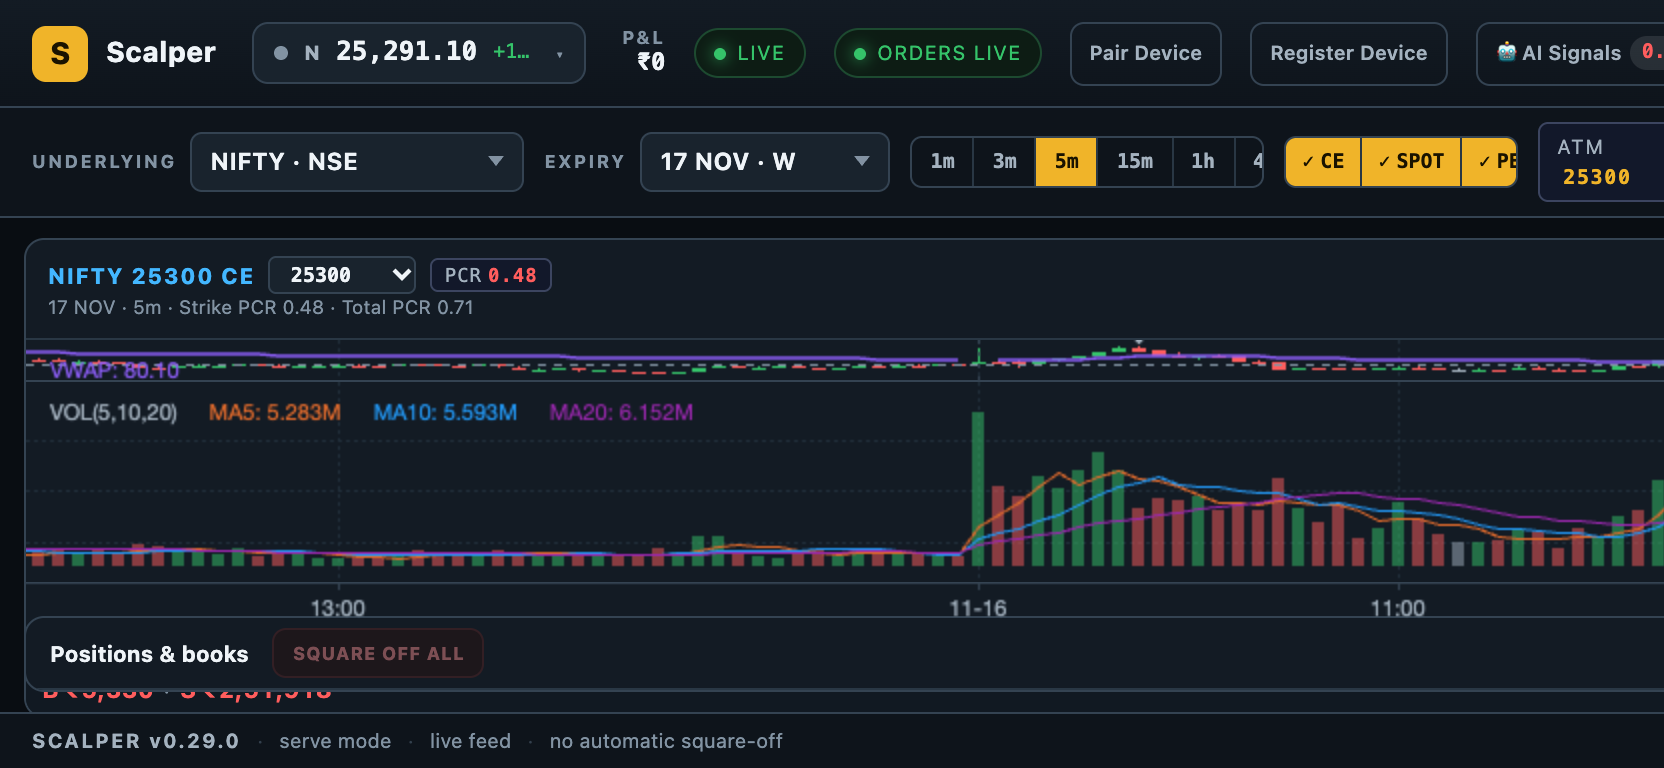 S Scalper N 25,291.10 +1… P&L ₹0 LIVE ORDERS LIVE Pair Device Register Device AI Signals 0.
UNDERLYING NIFTY · NSE EXPIRY 17 NOV · W 1m 3m 5m 15m 1h 4 ✓ CE ✓ SPOT ✓ PE ATM 25300
NIFTY 25300 CE 25300 PCR 0.48
17 NOV · 5m · Strike PCR 0.48 · Total PCR 0.71
VWAP: 80.10
VOL(5,10,20) MA5: 5.283M MA10: 5.593M MA20: 6.152M
13:00 11-16 11:00
Positions & books SQUARE OFF ALL
SCALPER v0.29.0 · serve mode · live feed · no automatic square-off